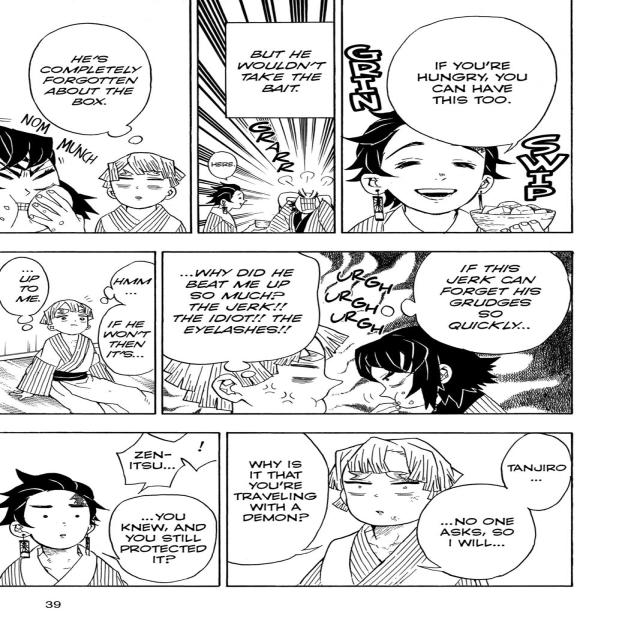 IF YOU'RE
HUNGRY, YOU
CAN HAVE
THIS TOO.
GRIN
SWIP
BUT HE
WOULDN'T
TAKE THE
BAIT.
GRARR
HERE.
HE'S
COMPLETELY
FORGOTTEN
ABOUT THE
BOX.
NOM
MUNCH
IF THIS
JERK CAN
FORGET HIS
GRUDGES
SO
QUICKLY...
URGH
URGH
URGH
...WHY DID HE
BEAT ME UP
SO MUCH?
THE JERK!!
THE IDIOT!! THE
EYELASHES!!
HMM
...
IF HE
WON'T
THEN
IT'S...
...
UP
TO
ME.
TANJIRO
...
...NO ONE
ASKS, SO
I WILL...
WHY IS
IT THAT
YOU'RE
TRAVELING
WITH A
DEMON?
!
ZEN-
ITSU...
...YOU
KNEW, AND
YOU STILL
PROTECTED
IT?
39